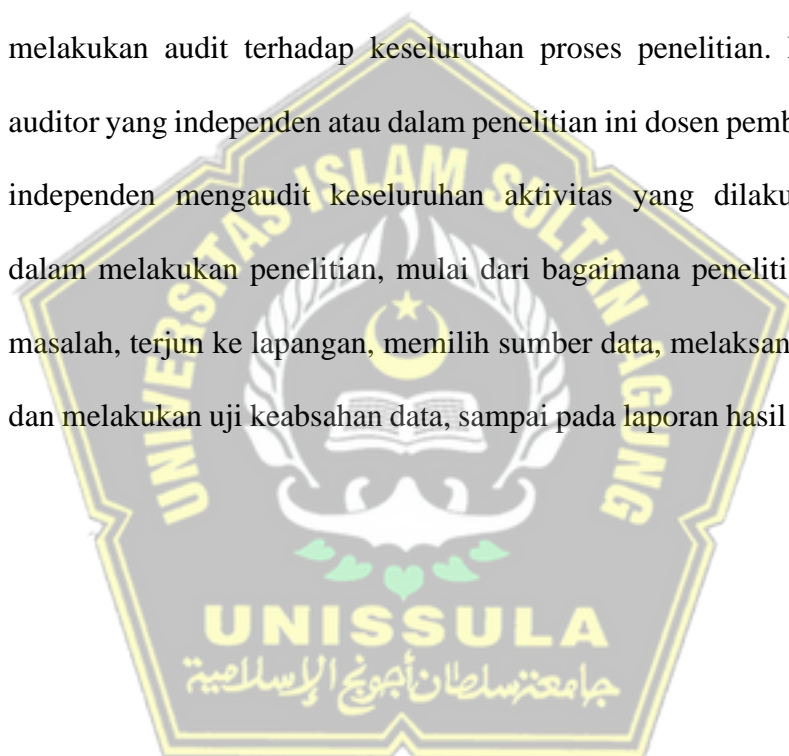 melakukan audit terhadap keseluruhan proses penelitian.
auditor yang independen atau dalam penelitian ini dosen pemb
independen mengaudit keseluruhan aktivitas yang dilaku
dalam melakukan penelitian, mulai dari bagaimana peneliti
masalah, terjun ke lapangan, memilih sumber data, melaksan
dan melakukan uji keabsahan data, sampai pada laporan hasil
UNIVERSITAS ISLAM SULTAN AGUNG
UNISSULA
جامعة سلطان أجونج الإسلامية